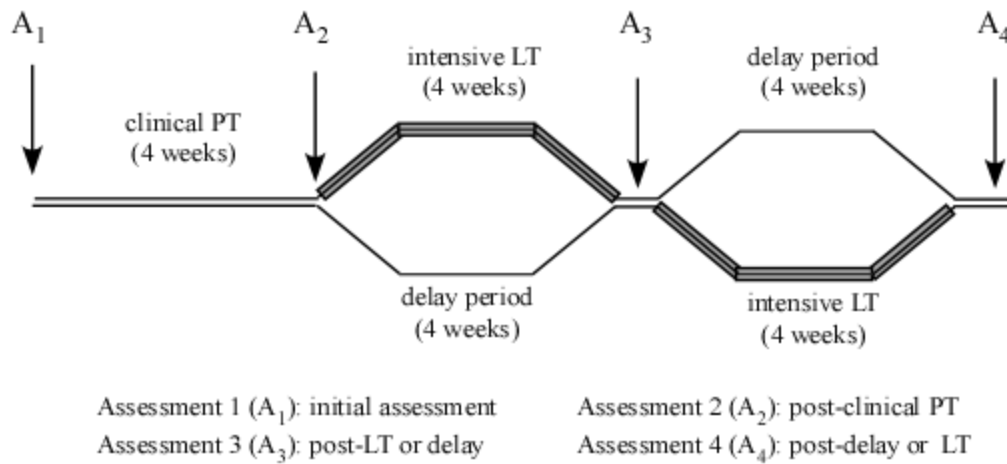 A1 A2 A3 A4
intensive LT
(4 weeks)
delay period
(4 weeks)
clinical PT
(4 weeks)
delay period
(4 weeks)
intensive LT
(4 weeks)
Assessment 1 (A1): initial assessment
Assessment 2 (A2): post-clinical PT
Assessment 3 (A3): post-LT or delay
Assessment 4 (A4): post-delay or LT